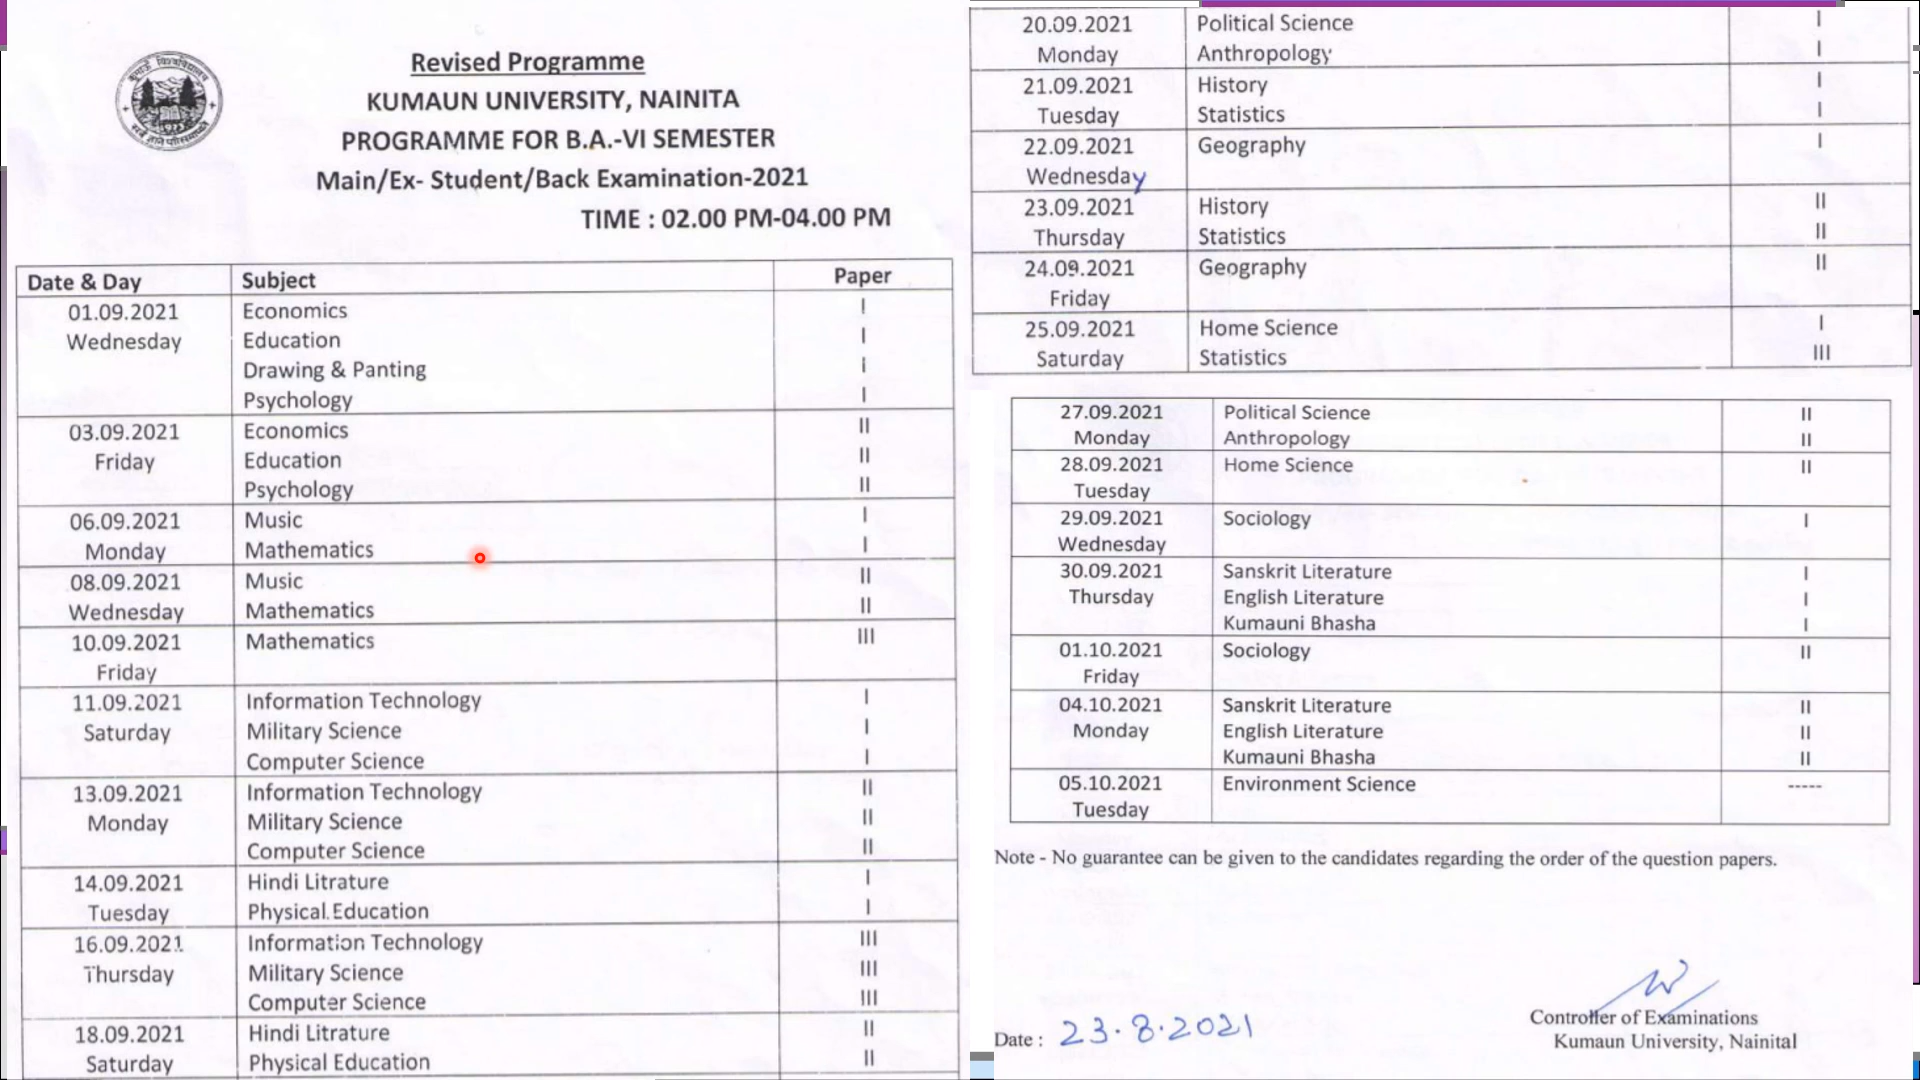 Revised Programme
KUMAUN UNIVERSITY, NAINITA
PROGRAMME FOR B.A.-VI SEMESTER
Main/Ex- Student/Back Examination-2021
TIME : 02.00 PM-04.00 PM
Date & Day Subject Paper
01.09.2021 Economics I
Wednesday Education I
Drawing & Panting I
Psychology I
03.09.2021 Economics II
Friday Education II
Psychology II
06.09.2021 Music I
Monday Mathematics I
08.09.2021 Music II
Wednesday Mathematics II
10.09.2021 Mathematics III
Friday
11.09.2021 Information Technology I
Saturday Military Science I
Computer Science I
13.09.2021 Information Technology II
Monday Military Science II
Computer Science II
14.09.2021 Hindi Litrature I
Tuesday Physical Education I
16.09.2021 Information Technology III
Thursday Military Science III
Computer Science III
18.09.2021 Hindi Litrature II
Saturday Physical Education II
20.09.2021 Political Science I
Monday Anthropology I
21.09.2021 History I
Tuesday Statistics I
22.09.2021 Geography I
Wednesday
23.09.2021 History II
Thursday Statistics II
24.09.2021 Geography II
Friday
25.09.2021 Home Science I
Saturday Statistics III
27.09.2021 Political Science II
Monday Anthropology II
28.09.2021 Home Science II
Tuesday
29.09.2021 Sociology I
Wednesday
30.09.2021 Sanskrit Literature I
Thursday English Literature I
Kumauni Bhasha I
01.10.2021 Sociology II
Friday
04.10.2021 Sanskrit Literature II
Monday English Literature II
Kumauni Bhasha II
05.10.2021 Environment Science -----
Tuesday
Note - No guarantee can be given to the candidates regarding the order of the question papers.
Date : 23.8.2021
Controller of Examinations
Kumaun University, Nainital